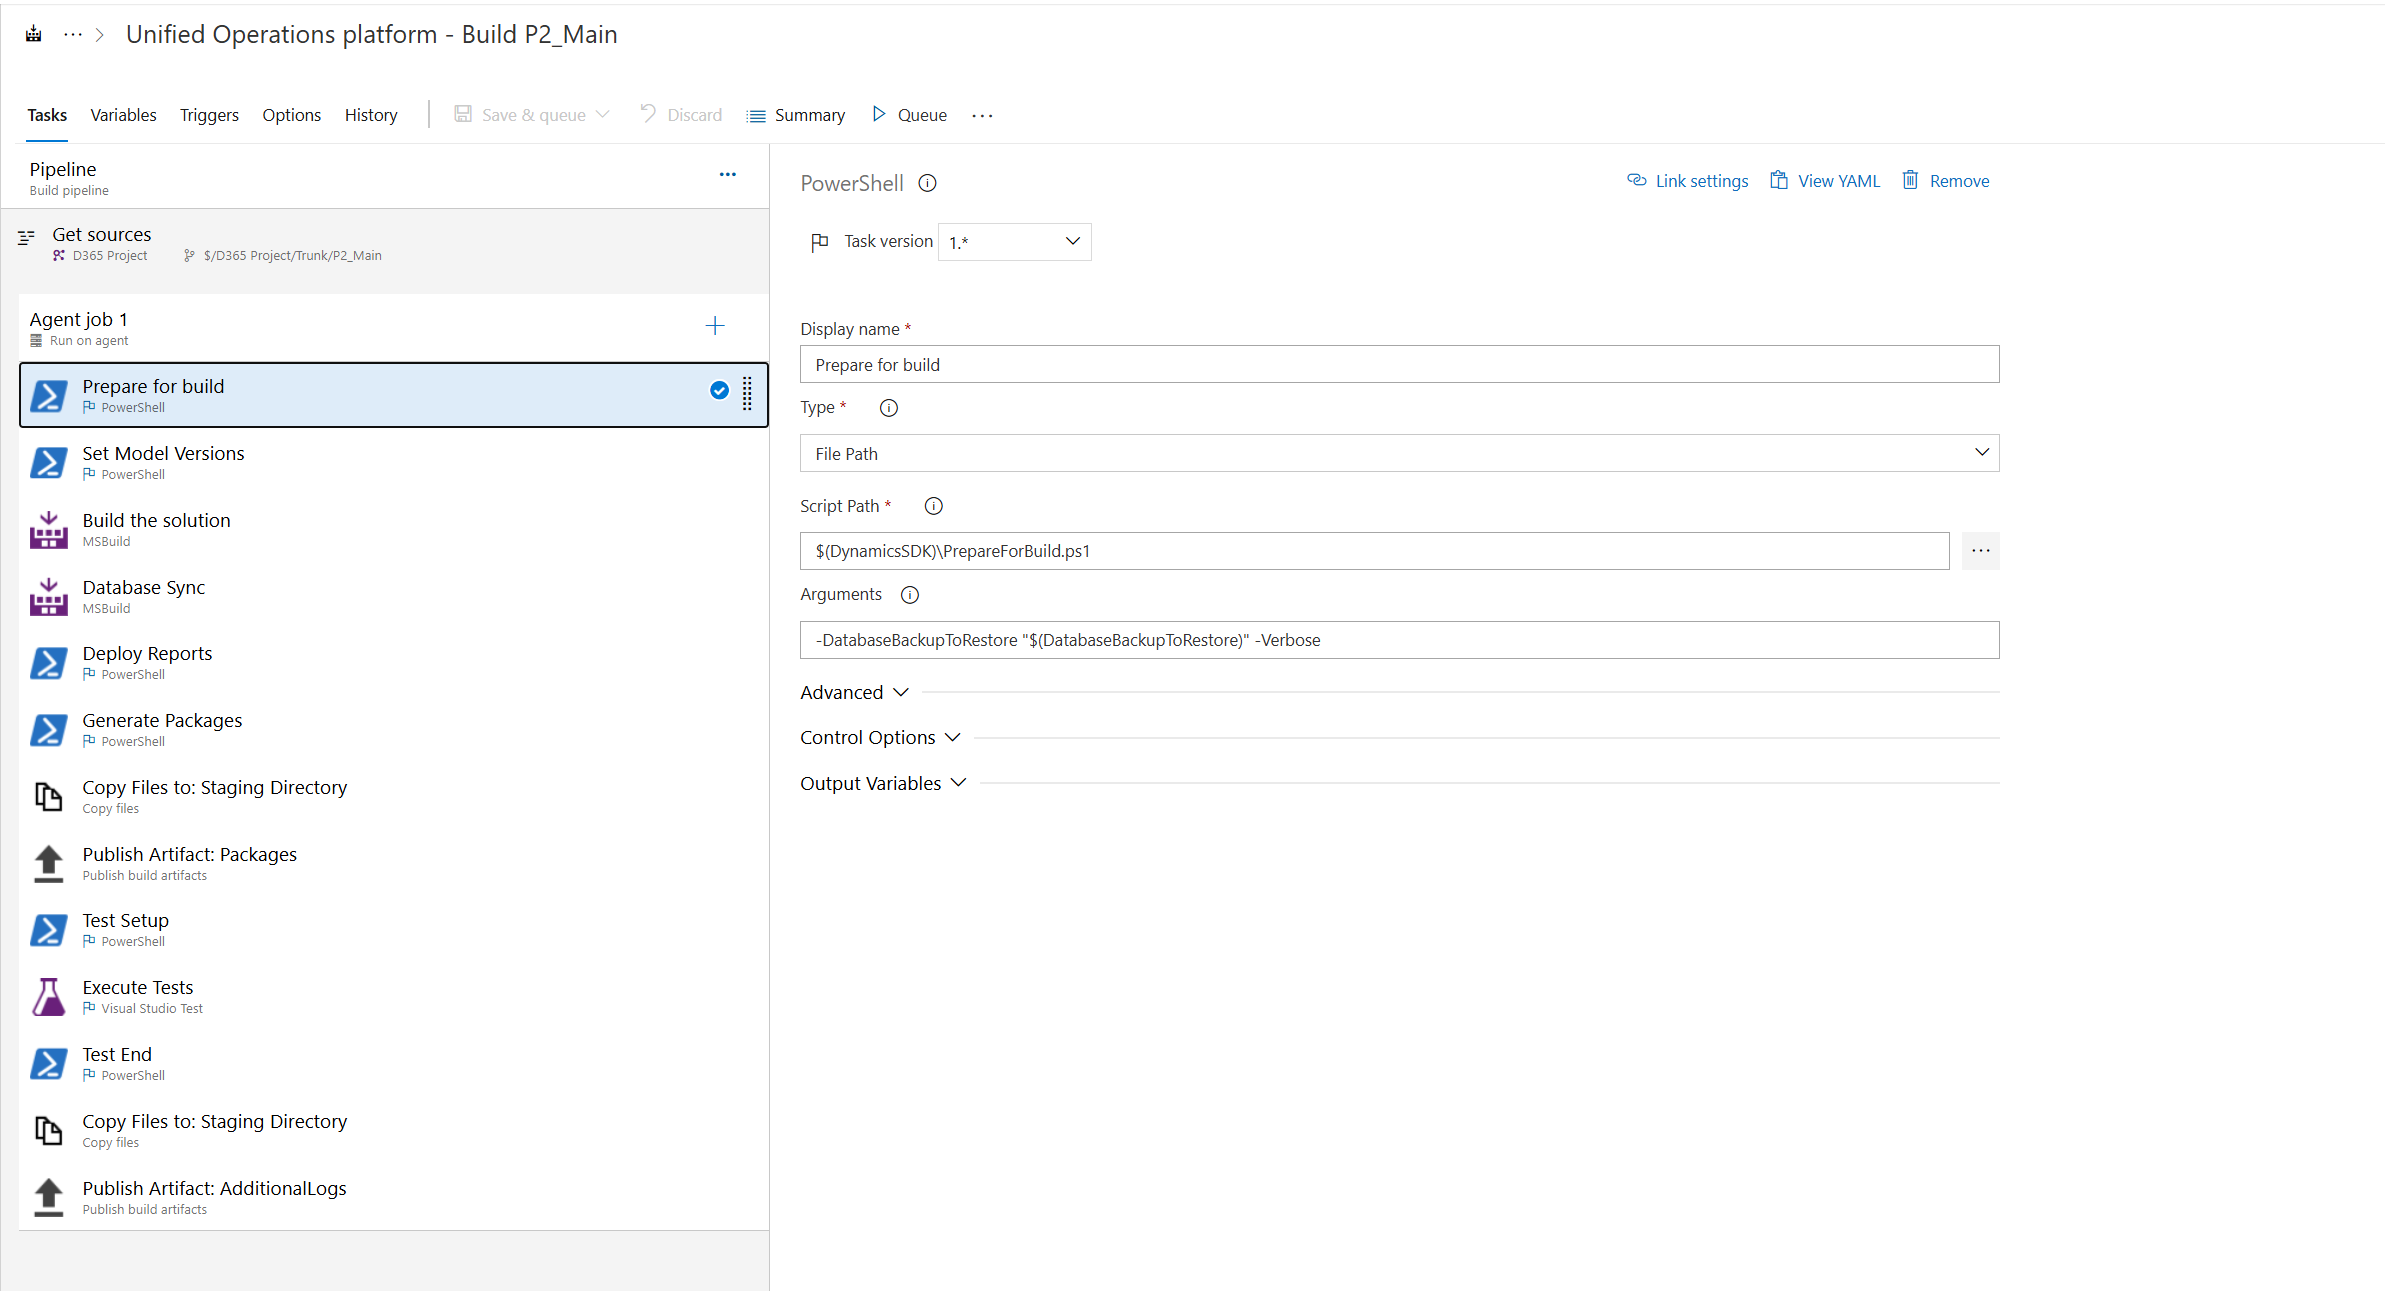 Unified Operations platform - Build P2_Main
Tasks Variables Triggers Options History Save & queue Discard Summary Queue
Pipeline
Build pipeline
Get sources
D365 Project $/D365 Project/Trunk/P2_Main
Agent job 1
Run on agent
Prepare for build
PowerShell
Set Model Versions
PowerShell
Build the solution
MSBuild
Database Sync
MSBuild
Deploy Reports
PowerShell
Generate Packages
PowerShell
Copy Files to: Staging Directory
Copy files
Publish Artifact: Packages
Publish build artifacts
Test Setup
PowerShell
Execute Tests
Visual Studio Test
Test End
PowerShell
Copy Files to: Staging Directory
Copy files
Publish Artifact: AdditionalLogs
Publish build artifacts
PowerShell
Link settings View YAML Remove
Task version 1.*
Display name *
Prepare for build
Type *
File Path
Script Path *
$(DynamicsSDK)\PrepareForBuild.ps1
Arguments
-DatabaseBackupToRestore "$(DatabaseBackupToRestore)" -Verbose
Advanced
Control Options
Output Variables